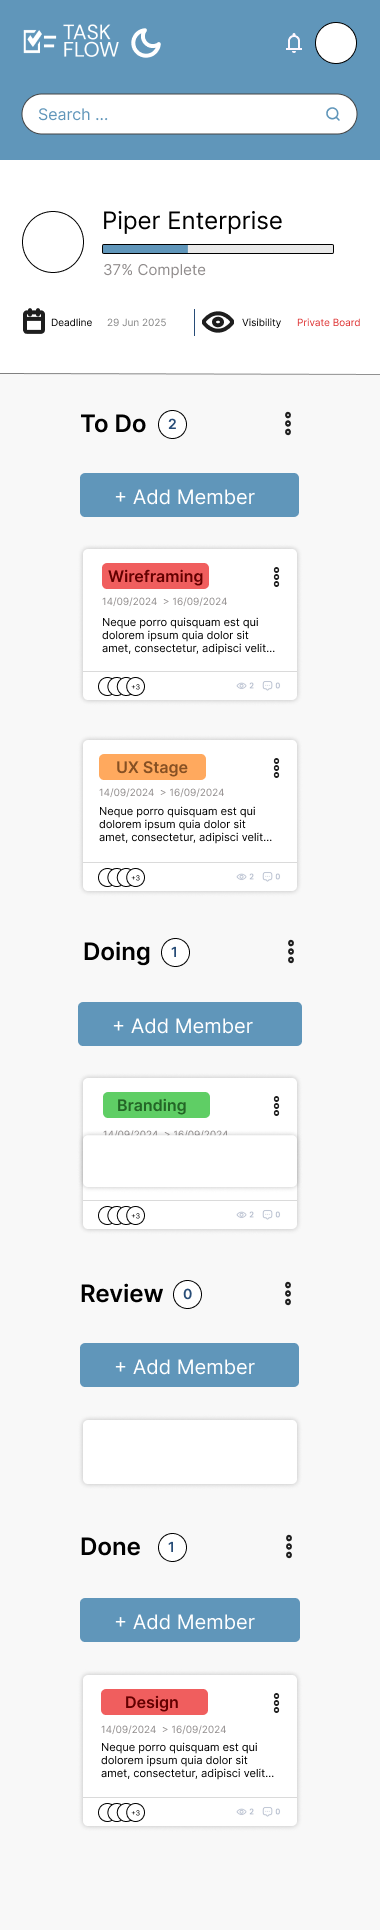 TASK
FLOW
Search ...
Piper Enterprise
37% Complete
Deadline 29 Jun 2025 Visibility Private Board
To Do 2
+ Add Member
Wireframing
14/09/2024 > 16/09/2024
Neque porro quisquam est qui
dolorem ipsum quia dolor sit
amet, consectetur, adipisci velit...
+3 2 0
UX Stage
14/09/2024 > 16/09/2024
Neque porro quisquam est qui
dolorem ipsum quia dolor sit
amet, consectetur, adipisci velit...
+3 2 0
Doing 1
+ Add Member
Branding
14/09/2024 > 16/09/2024
+3 2 0
Review 0
+ Add Member
Done 1
+ Add Member
Design
14/09/2024 > 16/09/2024
Neque porro quisquam est qui
dolorem ipsum quia dolor sit
amet, consectetur, adipisci velit...
+3 2 0